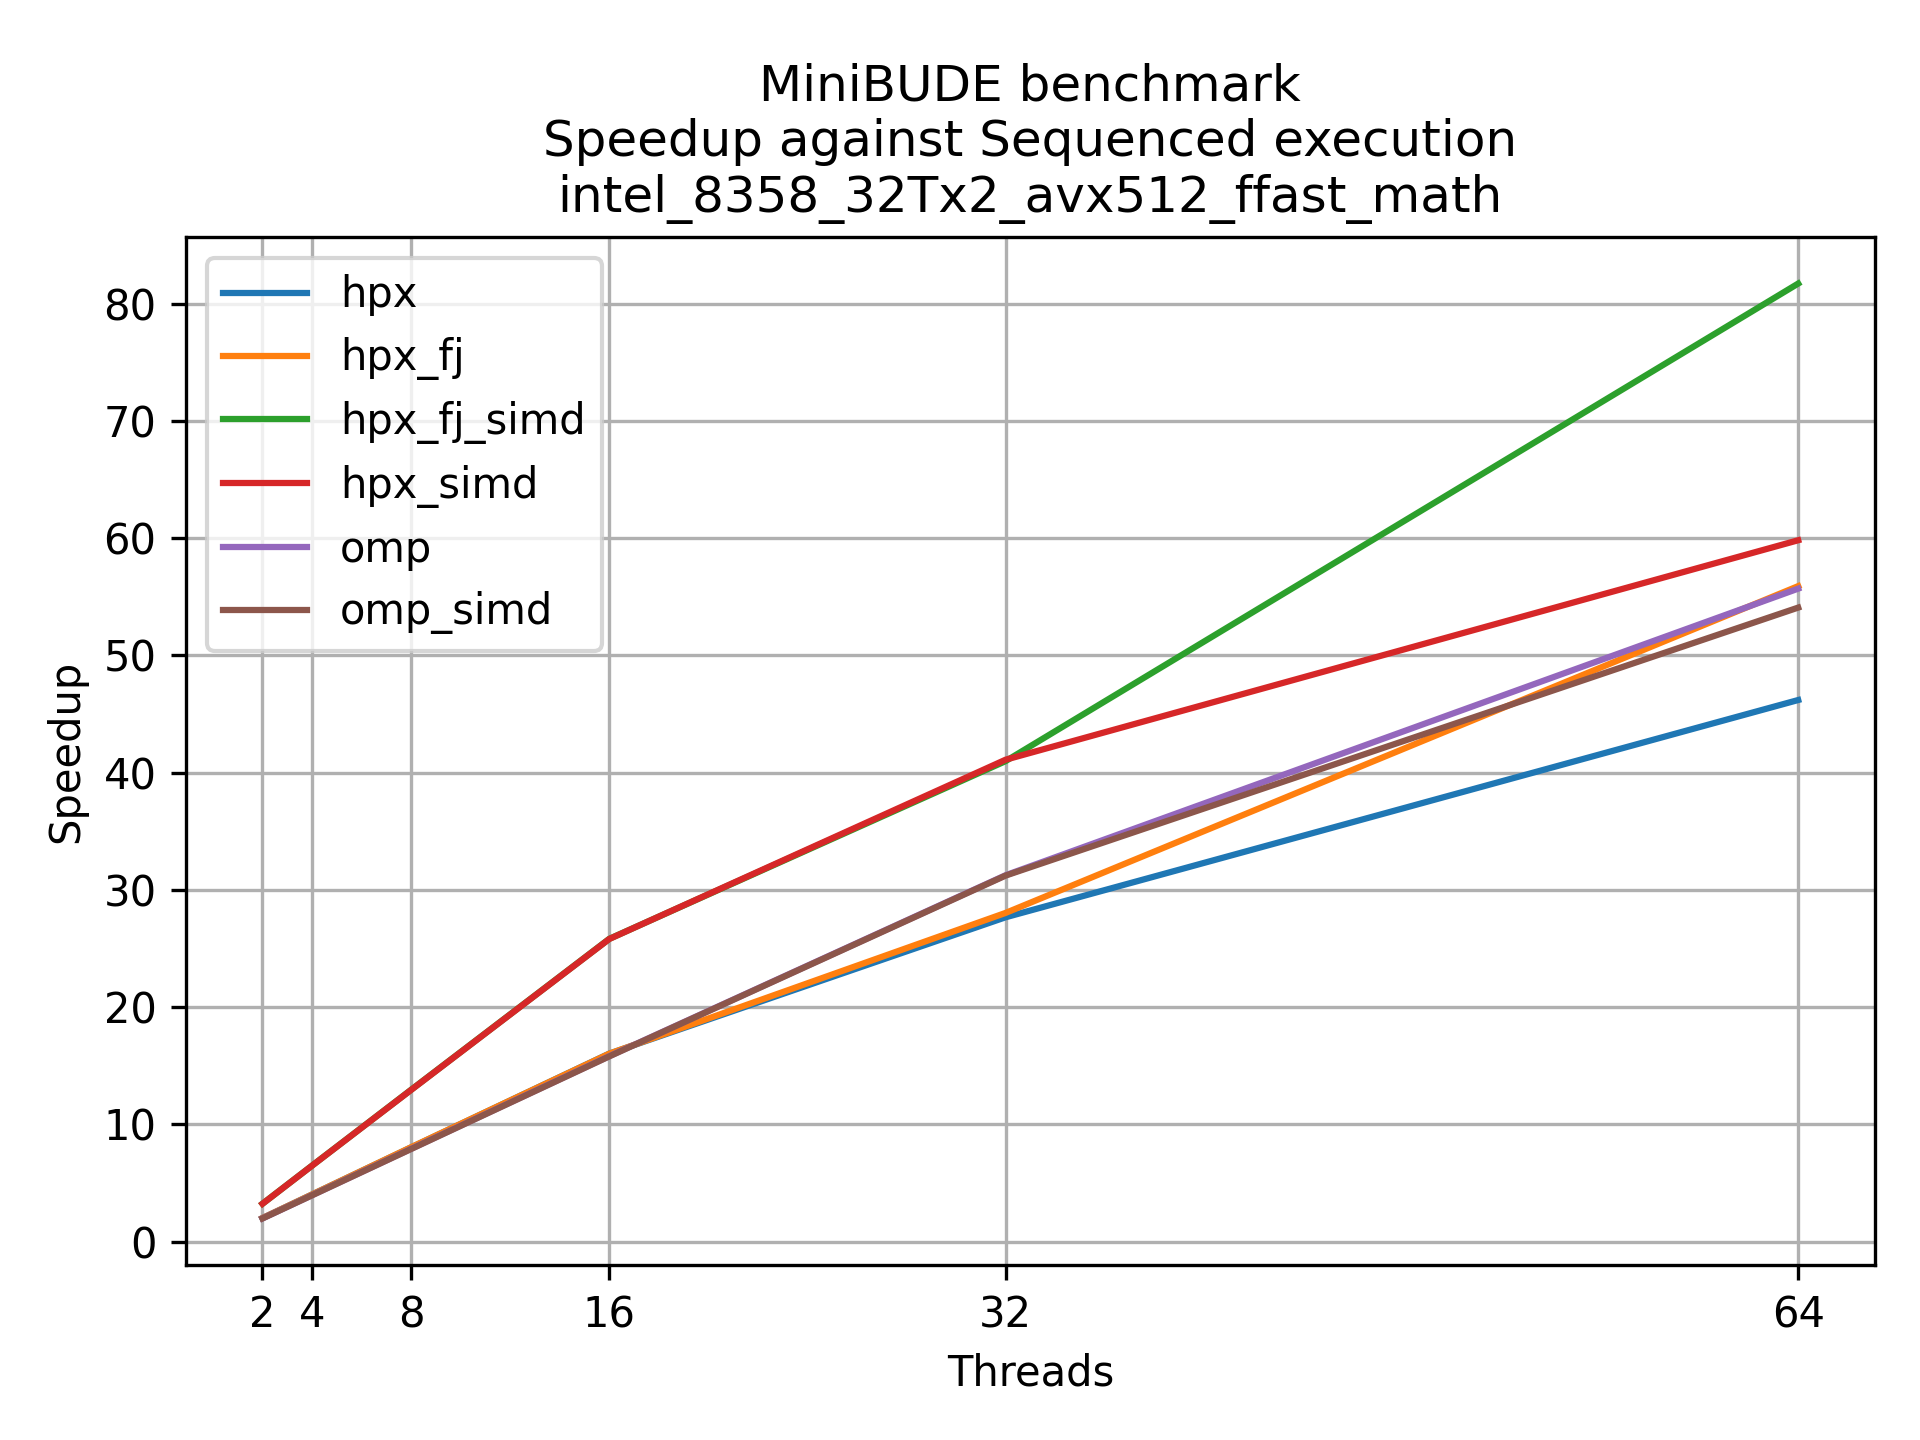 MiniBUDE benchmark
Speedup against Sequenced execution
intel_8358_32Tx2_avx512_ffast_math
hpx
hpx_fj
hpx_fj_simd
hpx_simd
omp
omp_simd
80
70
60
50
40
30
20
10
0
Speedup
2 4 8 16 32 64
Threads